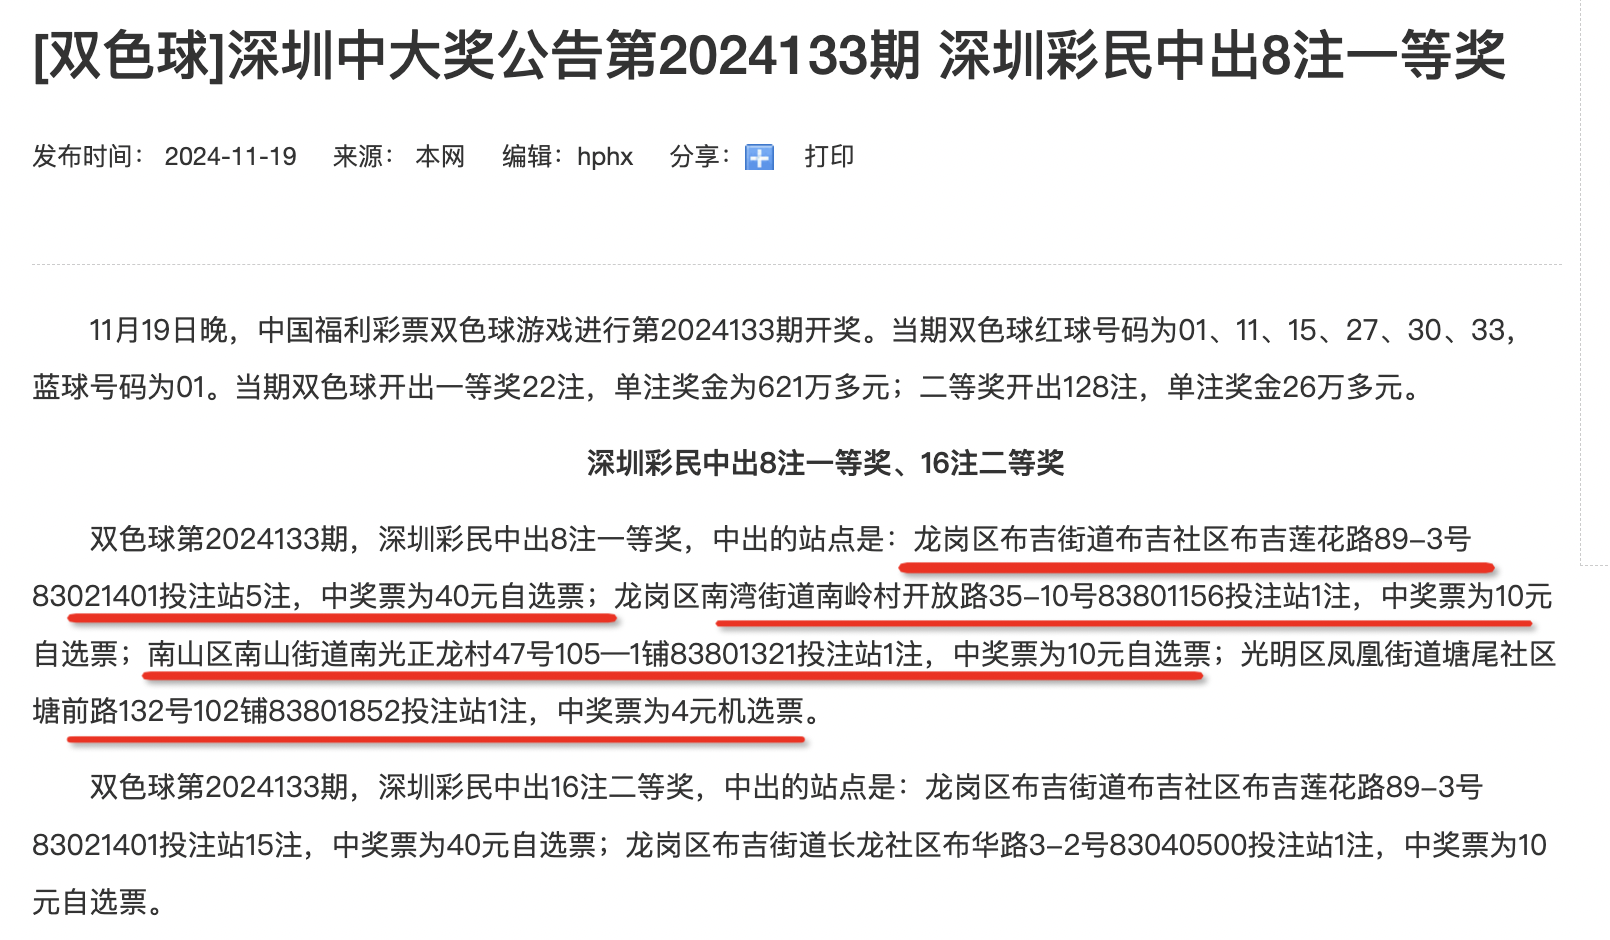 [双色球]深圳中大奖公告第2024133期 深圳彩民中出8注一等奖
发布时间： 2024-11-19 来源： 本网 编辑：hphx 分享： 打印
11月19日晚，中国福利彩票双色球游戏进行第2024133期开奖。当期双色球红球号码为01、11、15、27、30、33，
蓝球号码为01。当期双色球开出一等奖22注，单注奖金为621万多元；二等奖开出128注，单注奖金26万多元。
深圳彩民中出8注一等奖、16注二等奖
双色球第2024133期，深圳彩民中出8注一等奖，中出的站点是：龙岗区布吉街道布吉社区布吉莲花路89-3号
83021401投注站5注，中奖票为40元自选票；龙岗区南湾街道南岭村开放路35-10号83801156投注站1注，中奖票为10元
自选票；南山区南山街道南光正龙村47号105—1铺83801321投注站1注，中奖票为10元自选票；光明区凤凰街道塘尾社区
塘前路132号102铺83801852投注站1注，中奖票为4元机选票。
双色球第2024133期，深圳彩民中出16注二等奖，中出的站点是：龙岗区布吉街道布吉社区布吉莲花路89-3号
83021401投注站15注，中奖票为40元自选票；龙岗区布吉街道长龙社区布华路3-2号83040500投注站1注，中奖票为10
元自选票。